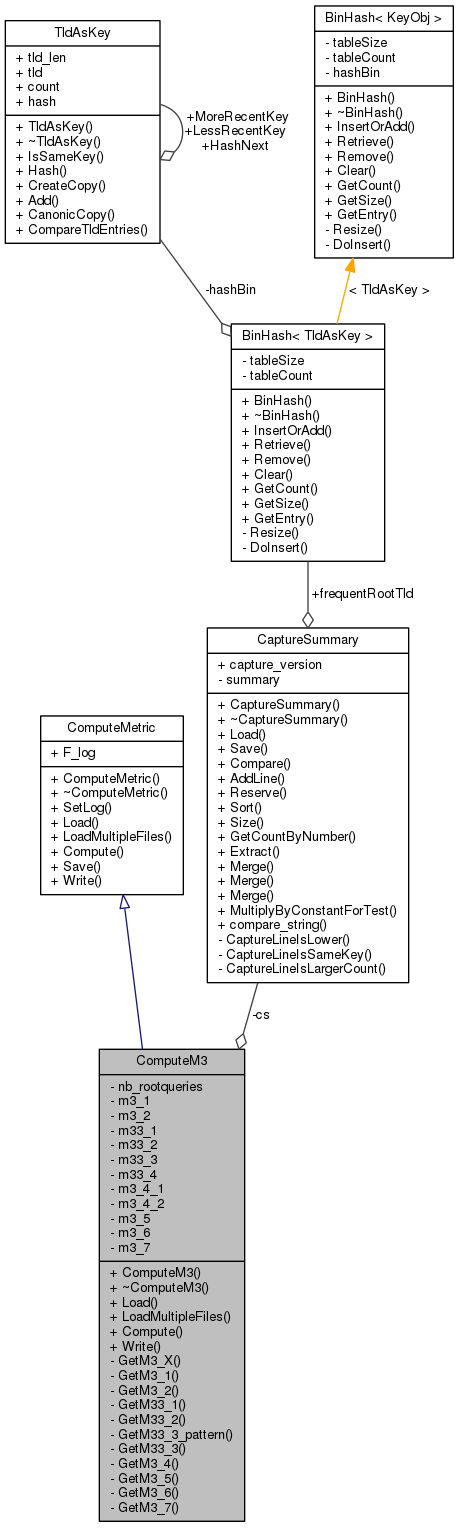 TldAsKey
+ tld_len
+ tld
+ count
+ hash
+ TldAsKey()
+ ~TldAsKey()
+ IsSameKey()
+ Hash()
+ CreateCopy()
+ Add()
+ CanonicCopy()
+ CompareTldEntries()
+MoreRecentKey
+LessRecentKey
+HashNext
BinHash< KeyObj >
- tableSize
- tableCount
- hashBin
+ BinHash()
+ ~BinHash()
+ InsertOrAdd()
+ Retrieve()
+ Remove()
+ Clear()
+ GetCount()
+ GetSize()
+ GetEntry()
- Resize()
- DoInsert()
-hashBin
< TldAsKey >
BinHash< TldAsKey >
- tableSize
- tableCount
+ BinHash()
+ ~BinHash()
+ InsertOrAdd()
+ Retrieve()
+ Remove()
+ Clear()
+ GetCount()
+ GetSize()
+ GetEntry()
- Resize()
- DoInsert()
+frequentRootTld
CaptureSummary
+ capture_version
- summary
+ CaptureSummary()
+ ~CaptureSummary()
+ Load()
+ Save()
+ Compare()
+ AddLine()
+ Reserve()
+ Sort()
+ Size()
+ GetCountByNumber()
+ Extract()
+ Merge()
+ Merge()
+ Merge()
+ MultiplyByConstantForTest()
+ compare_string()
- CaptureLineIsLower()
- CaptureLineIsSameKey()
- CaptureLineIsLargerCount()
ComputeMetric
+ F_log
+ ComputeMetric()
+ ~ComputeMetric()
+ SetLog()
+ Load()
+ LoadMultipleFiles()
+ Compute()
+ Save()
+ Write()
-cs
ComputeM3
- nb_rootqueries
- m3_1
- m3_2
- m33_1
- m33_2
- m33_3
- m33_4
- m3_4_1
- m3_4_2
- m3_5
- m3_6
- m3_7
+ ComputeM3()
+ ~ComputeM3()
+ Load()
+ LoadMultipleFiles()
+ Compute()
+ Write()
- GetM3_X()
- GetM3_1()
- GetM3_2()
- GetM33_1()
- GetM33_2()
- GetM33_3_pattern()
- GetM33_3()
- GetM3_4()
- GetM3_5()
- GetM3_6()
- GetM3_7()